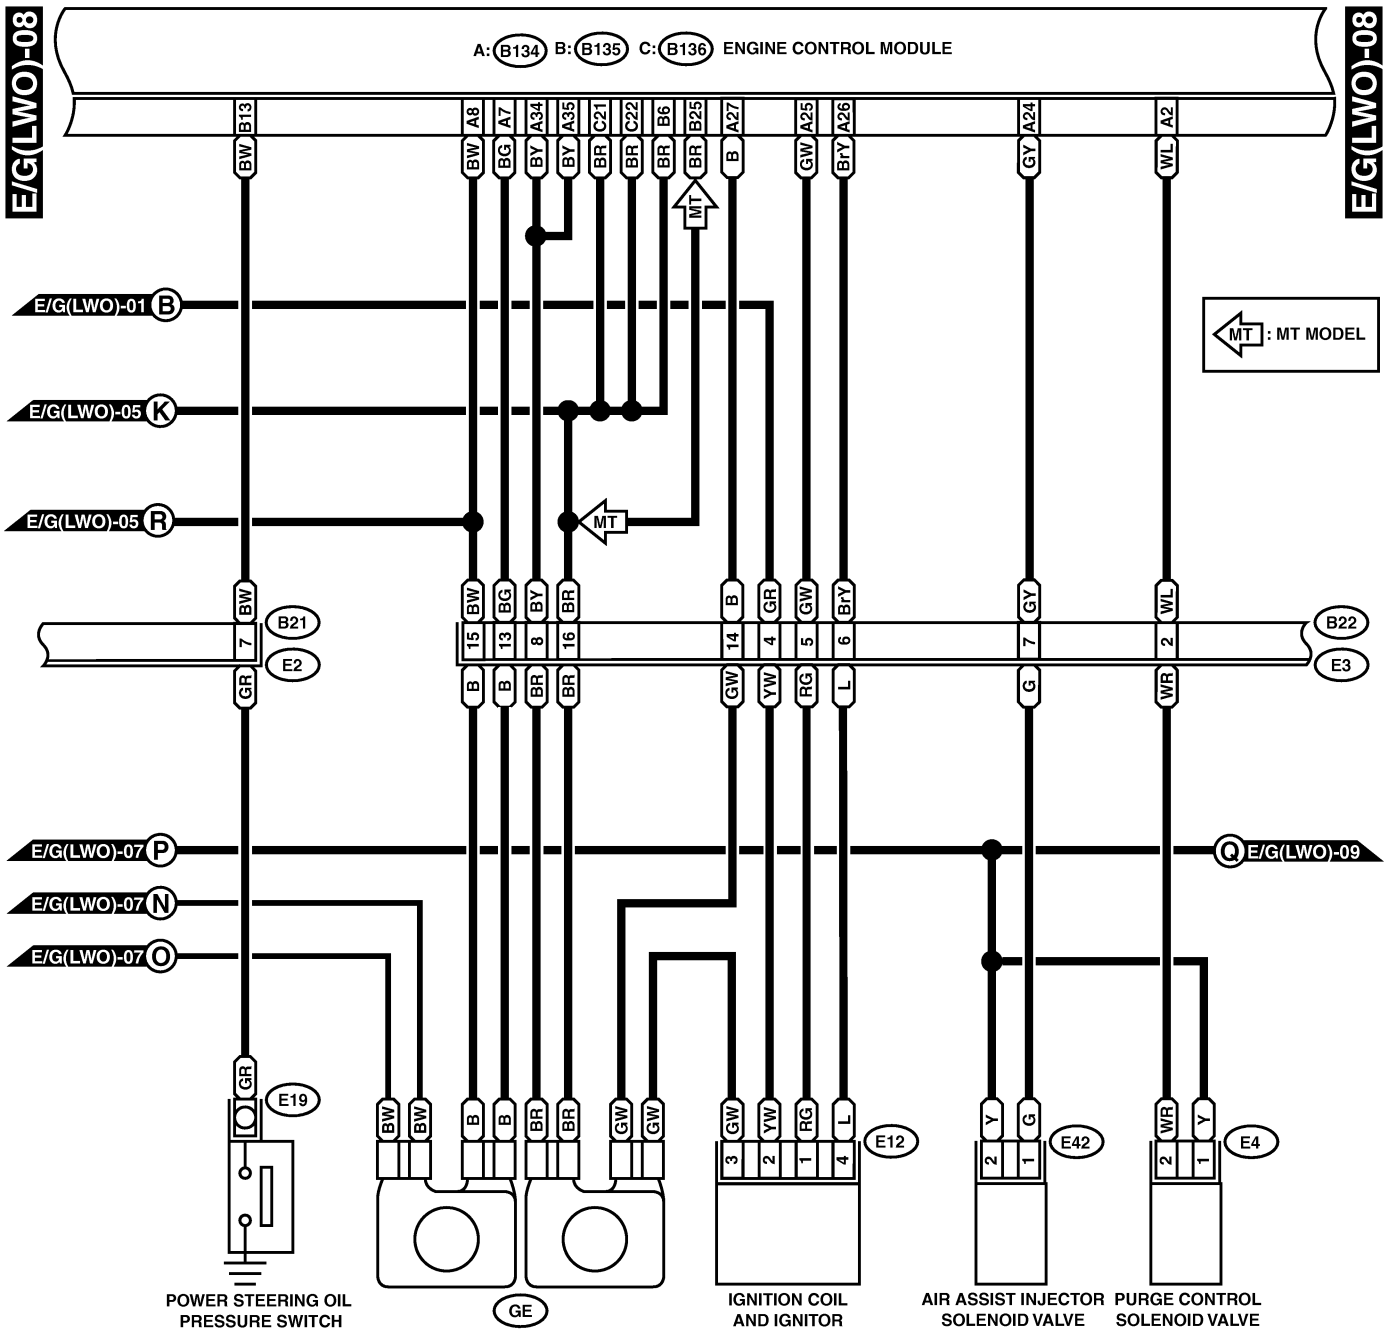 E/G(LWO)-08
A: B134 B: B135 C: B136 ENGINE CONTROL MODULE
E/G(LWO)-08
B13 A8 A7 A34 A35 C21 C22 B6 B25 A27 A25 A26 A24 A2
BW BW BG BY BY BR BR BR BR B GW BrY GY WL
MT
E/G(LWO)-01 B
MT : MT MODEL
E/G(LWO)-05 K
E/G(LWO)-05 R
MT
BW BW BG BY BR B GR GW BrY GY WL
B21 B22
7 15 13 8 16 14 4 5 6 7 2
E2 E3
GR B B BR BR GW YW RG L G WR
E/G(LWO)-07 P
Q E/G(LWO)-09
E/G(LWO)-07 N
E/G(LWO)-07 O
GR
E19
BW BW B B BR BR GW GW GW YW RG L Y G WR Y
3 2 1 4 E12 2 1 E42 2 1 E4
POWER STEERING OIL
PRESSURE SWITCH
GE
IGNITION COIL
AND IGNITOR
AIR ASSIST INJECTOR
SOLENOID VALVE
PURGE CONTROL
SOLENOID VALVE